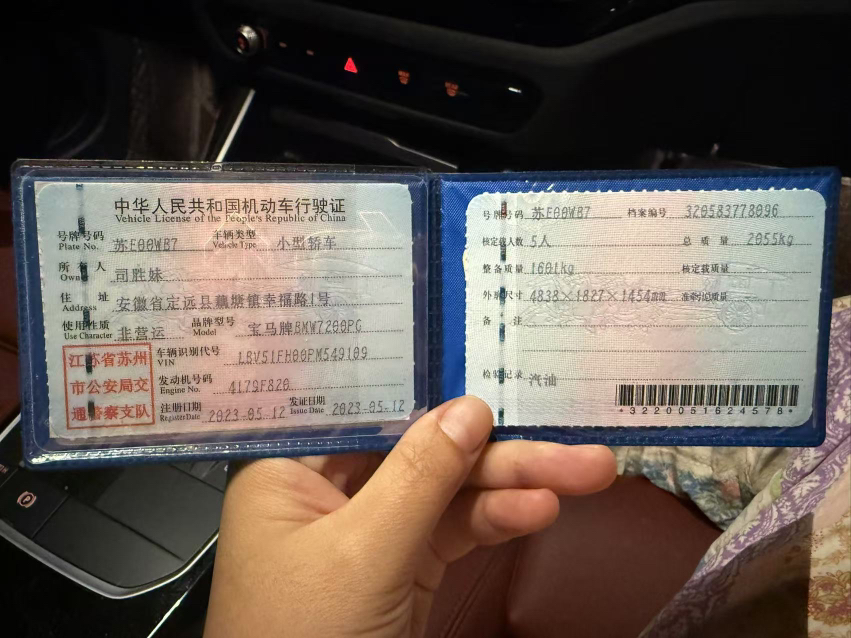 中华人民共和国机动车行驶证
Vehicle License of the People's Republic of China
号牌号码 Plate No. 苏E00WB7 车辆类型 Vehicle Type 小型轿车
所有人 Owner 司胜妹
住址 Address 安徽省定远县藕塘镇幸福路1号
使用性质 Use Character 非营运 品牌型号 Model 宝马牌BMW7200PC
江苏省苏州
市公安局交
通警察支队
车辆识别代号 VIN LBV51FH00PM549109
发动机号码 Engine No. 4179F820
注册日期 Register Date 2023-05-12 发证日期 Issue Date 2023-05-12
号牌号码 苏E00WB7 档案编号 320583778096
核定载人数 5人 总质量 2055kg
整备质量 1601kg 核定载质量
外廓尺寸 4838×1827×1454mm 准牵引总质量
备注
检验记录 汽油
*3220051624578*